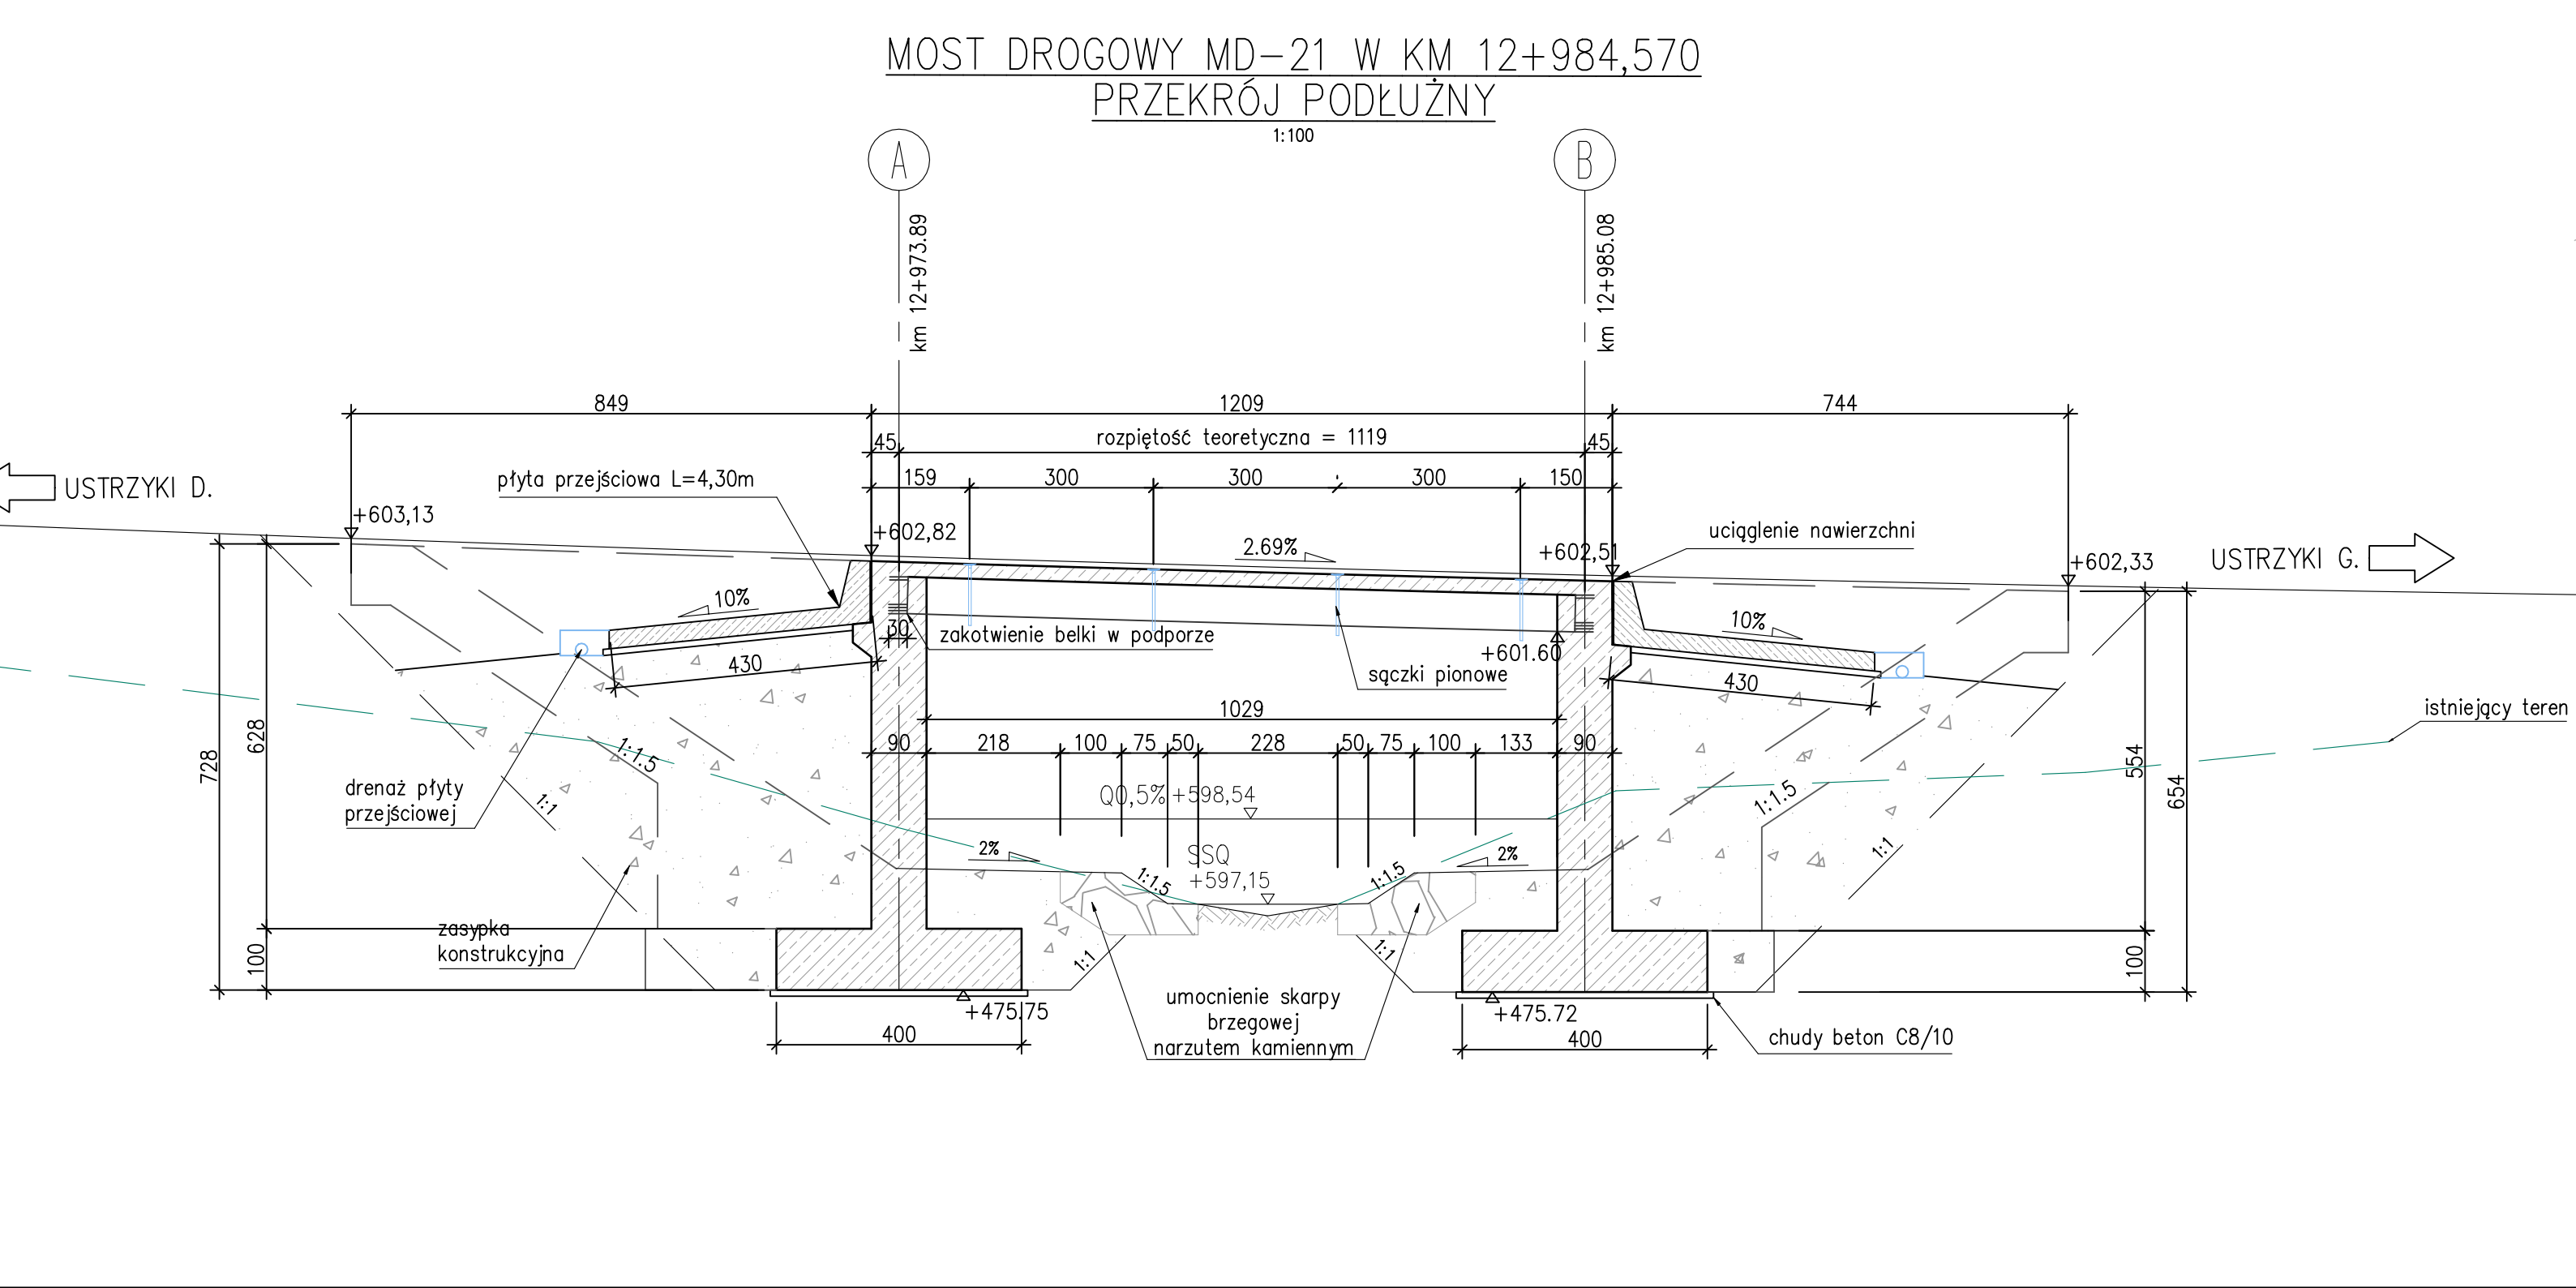 MOST DROGOWY MD-21 W KM 12+984,570
PRZEKRÓJ PODŁUŻNY
1:100
A
B
km 12+973.89
km 12+985.08
849
1209
744
45
rozpiętość teoretyczna = 1119
45
159
300
300
300
150
USTRZYKI D.
płyta przejściowa L=4,30m
+603,13
+602,82
2.69%
+602,51
uciąglenie nawierzchni
+602,33
USTRZYKI G.
10%
30
zakotwienie belki w podporze
+601.60
10%
430
sączki pionowe
430
1029
istniejący teren
90
218
100
75
50
228
50
75
100
133
90
728
628
1:1.5
554
654
drenaż płyty
przejściowej
1:1
Q0,5% +598,54
1:1.5
2%
SSQ
+597,15
2%
1:1.5
1:1.5
1:1
zasypka
konstrukcyjna
100
1:1
1:1
100
umocnienie skarpy
brzegowej
narzutem kamiennym
+475.75
+475.72
400
400
chudy beton C8/10